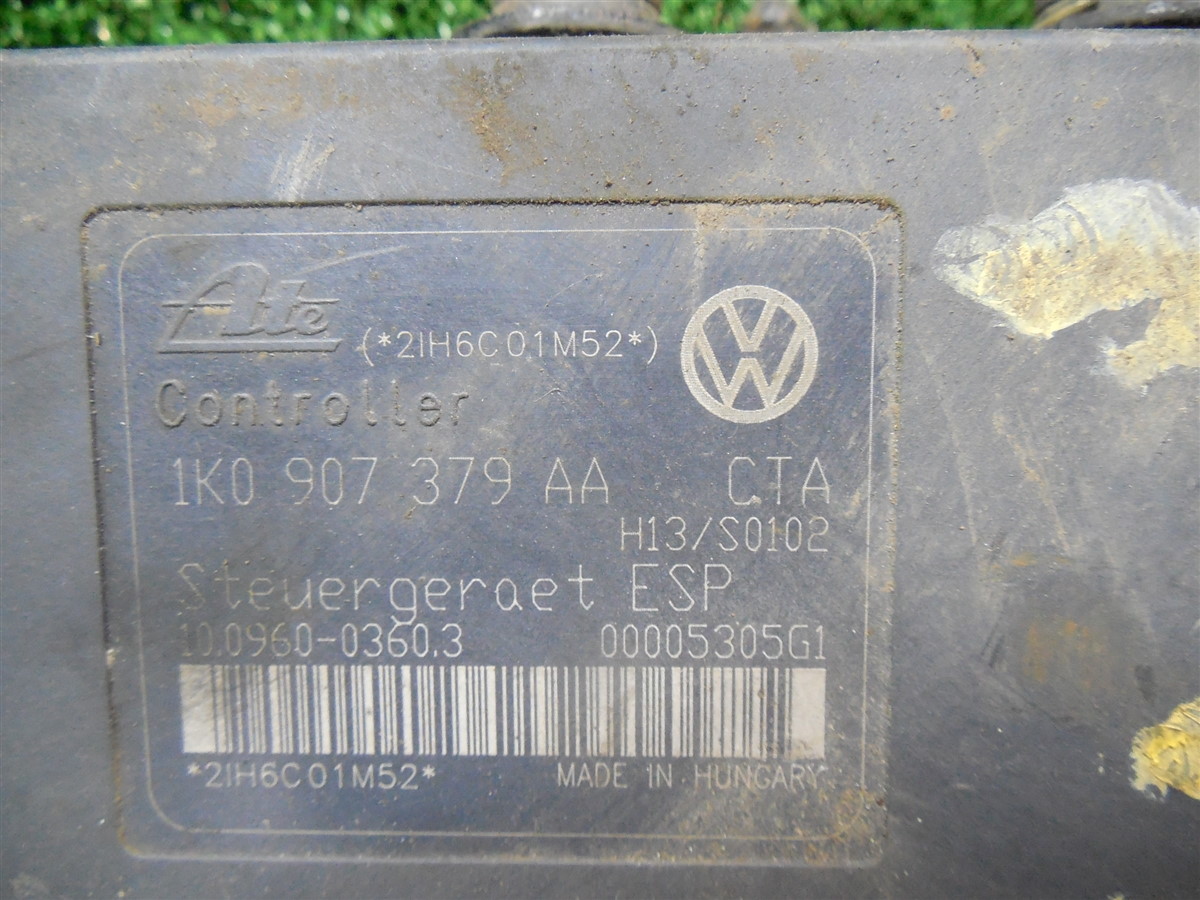 Ate (*2IH6C01M52*)
Controller
1K0 907 379 AA CTA
H13/S0102
Steuergeraet ESP
10.0960-0360.3 00005305G1
*2IH6C01M52* MADE IN HUNGARY